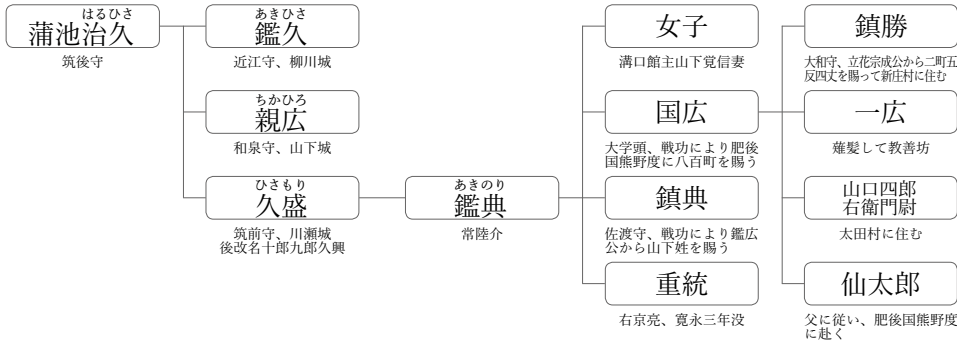 はるひさ
蒲池治久
筑後守
あきひさ
鑑久
近江守、柳川城
ちかひろ
親広
和泉守、山下城
ひさもり
久盛
筑前守、川瀬城
後改名十郎九郎久興
あきのり
鑑典
常陸介
女子
溝口館主山下覚信妻
国広
大学頭、戦功により肥後
国熊野度に八百町を賜う
鎮典
佐渡守、戦功により鑑広
公から山下姓を賜う
重統
右京亮、寛永三年没
鎮勝
大和守、立花宗成公から二町五
反四丈を賜って新庄村に住む
一広
薙髪して教善坊
山口四郎
右衛門尉
太田村に住む
仙太郎
父に従い、肥後国熊野度
に赴く